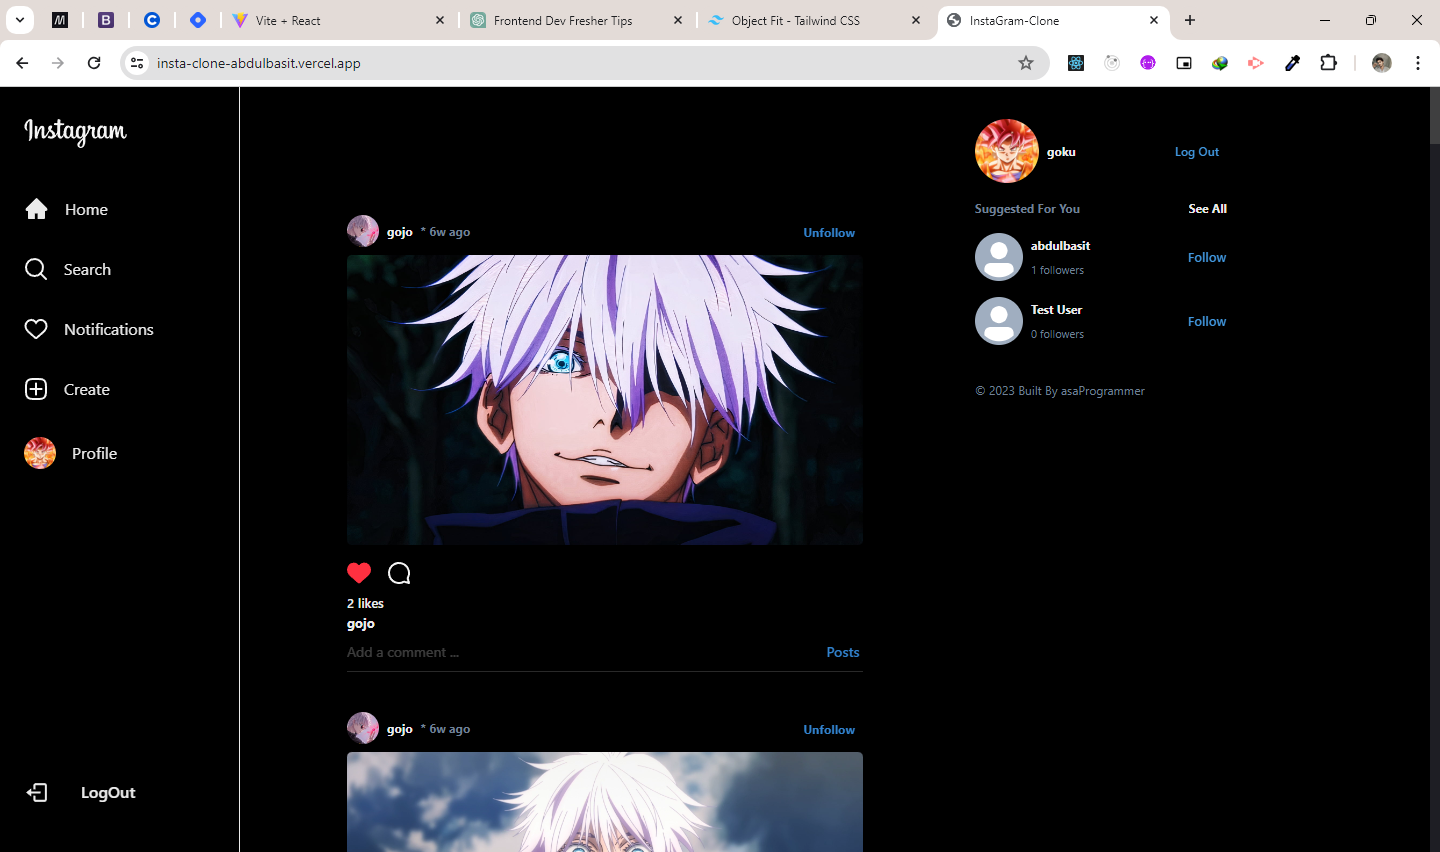 Vite + React
Frontend Dev Fresher Tips
Object Fit - Tailwind CSS
InstaGram-Clone
insta-clone-abdulbasit.vercel.app
Instagram
Home
Search
Notifications
Create
Profile
LogOut
gojo * 6w ago
Unfollow
2 likes
gojo
Add a comment ...
Posts
gojo * 6w ago
Unfollow
goku
Log Out
Suggested For You
See All
abdulbasit
1 followers
Follow
Test User
0 followers
Follow
© 2023 Built By asaProgrammer